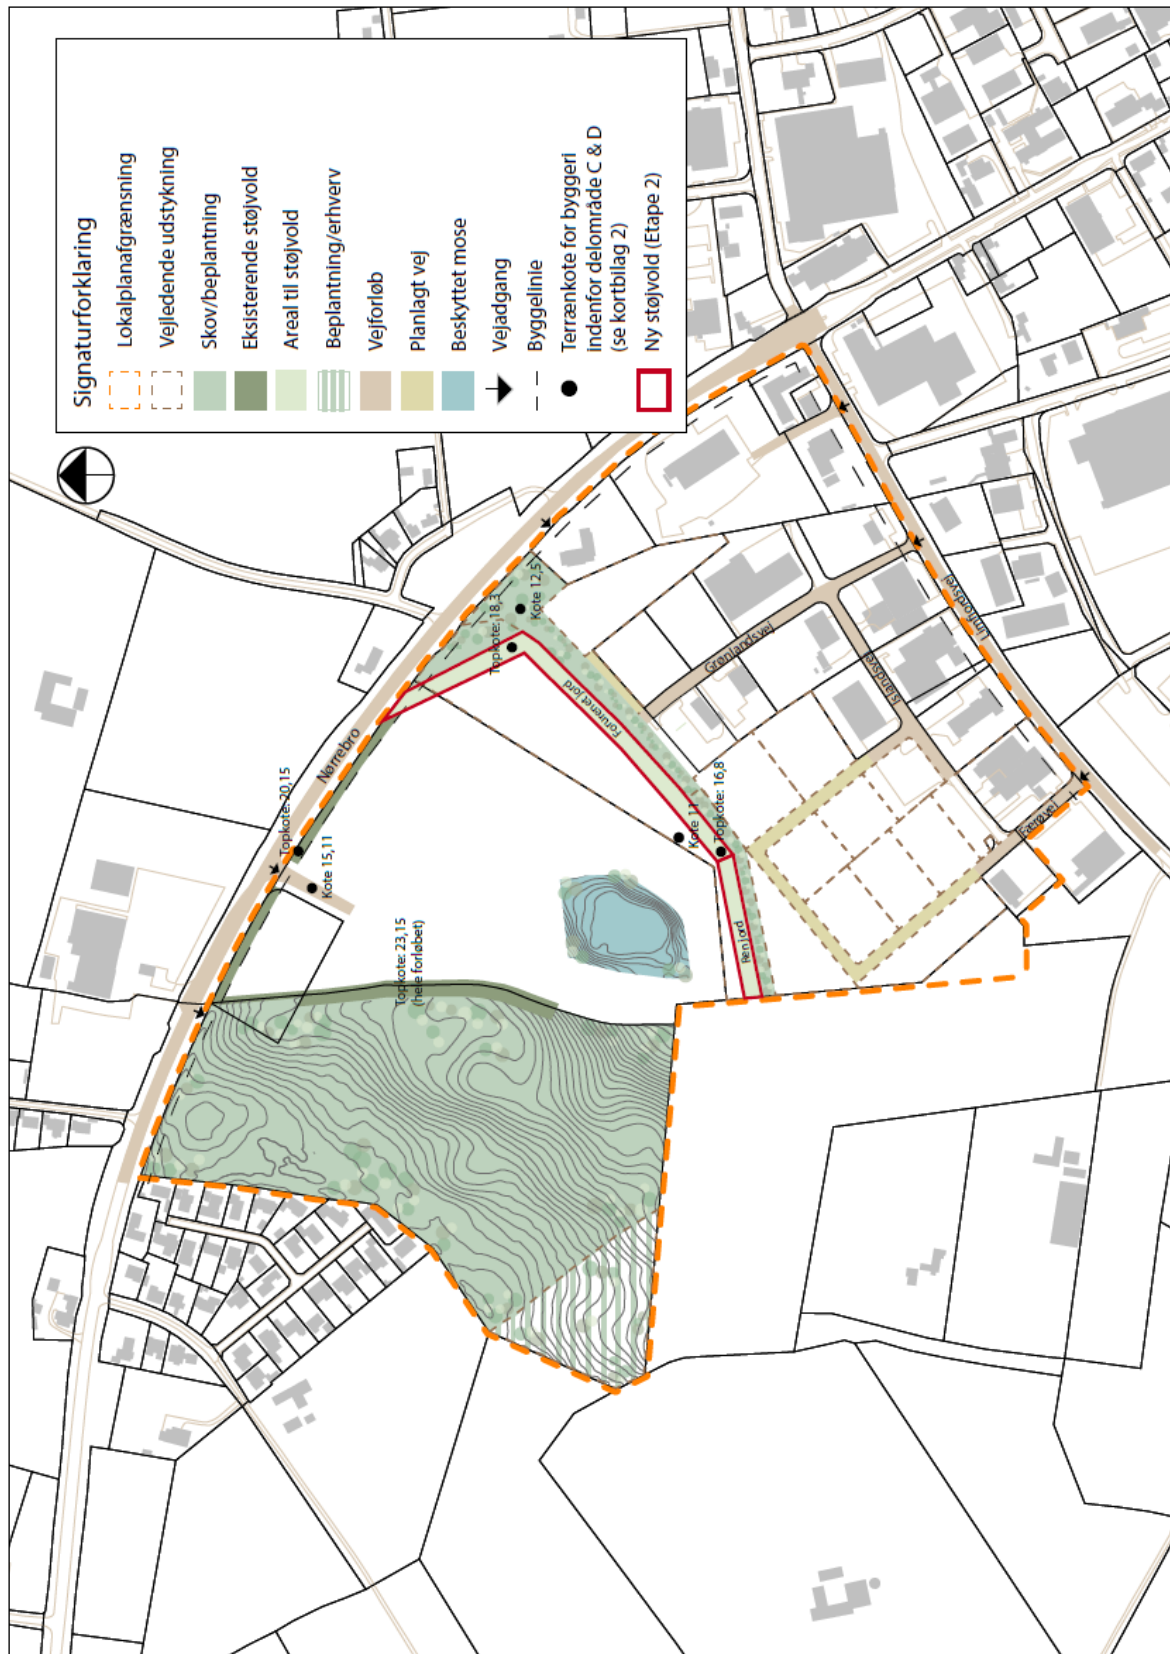 Signaturforklaring
Lokalplanafgrænsning
Vejledende udstykning
Skov/beplantning
Eksisterende støjvold
Areal til støjvold
Beplantning/erhverv
Vejforløb
Planlagt vej
Beskyttet mose
Vejadgang
Byggelinie
Terrænkote for byggeri
indenfor delområde C & D
(se kortbilag 2)
Ny støjvold (Etape 2)
Nørrebro
Topkote: 20,15
Kote 15,11
Topkote: 23,15
(hele forløbet)
Topkote: 18,3
Kote 12,5
Forurenet jord
Kote 11
Topkote: 16,8
Ren jord
Grønlandsvej
Islandsvej
Færøvej
Limfjordsvej